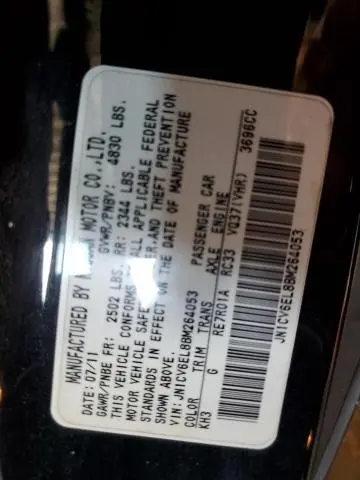 MANUFACTURED BY NISSAN MOTOR CO.,LTD.
DATE: 07/11 GVWR/PNBV: 4830 LBS.
GAWR/PNBE FR: 2502 LBS. RR: 2344 LBS.
THIS VEHICLE CONFORMS TO ALL APPLICABLE FEDERAL
MOTOR VEHICLE SAFETY, BUMPER, AND THEFT PREVENTION
STANDARDS IN EFFECT ON THE DATE OF MANUFACTURE
SHOWN ABOVE.
VIN: JN1CV6EL8BM264053 PASSENGER CAR
COLOR TRIM TRANS AXLE ENGINE
KH3 G RE7R01A RC33 VQ37(VHR) 3696CC
JN1CV6EL8BM264053